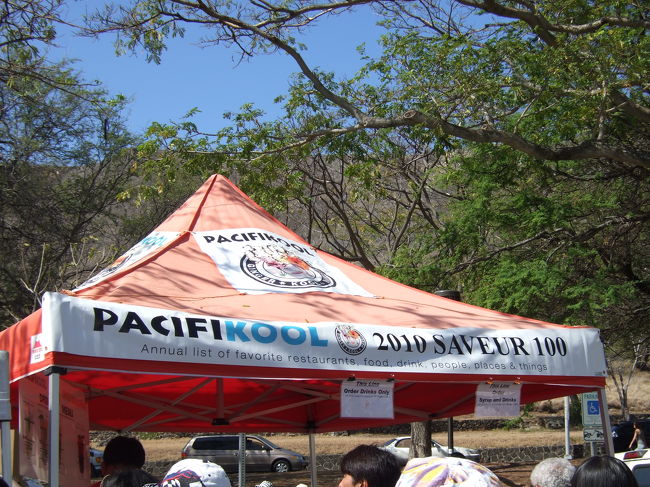 PACIFIKOOL
PACIFIKOOL 2010 SAVEUR 100
Annual list of favorite restaurants, food, drink, people, places & things
This Line
Order Drinks Only
This Line
Syrup and Drinks